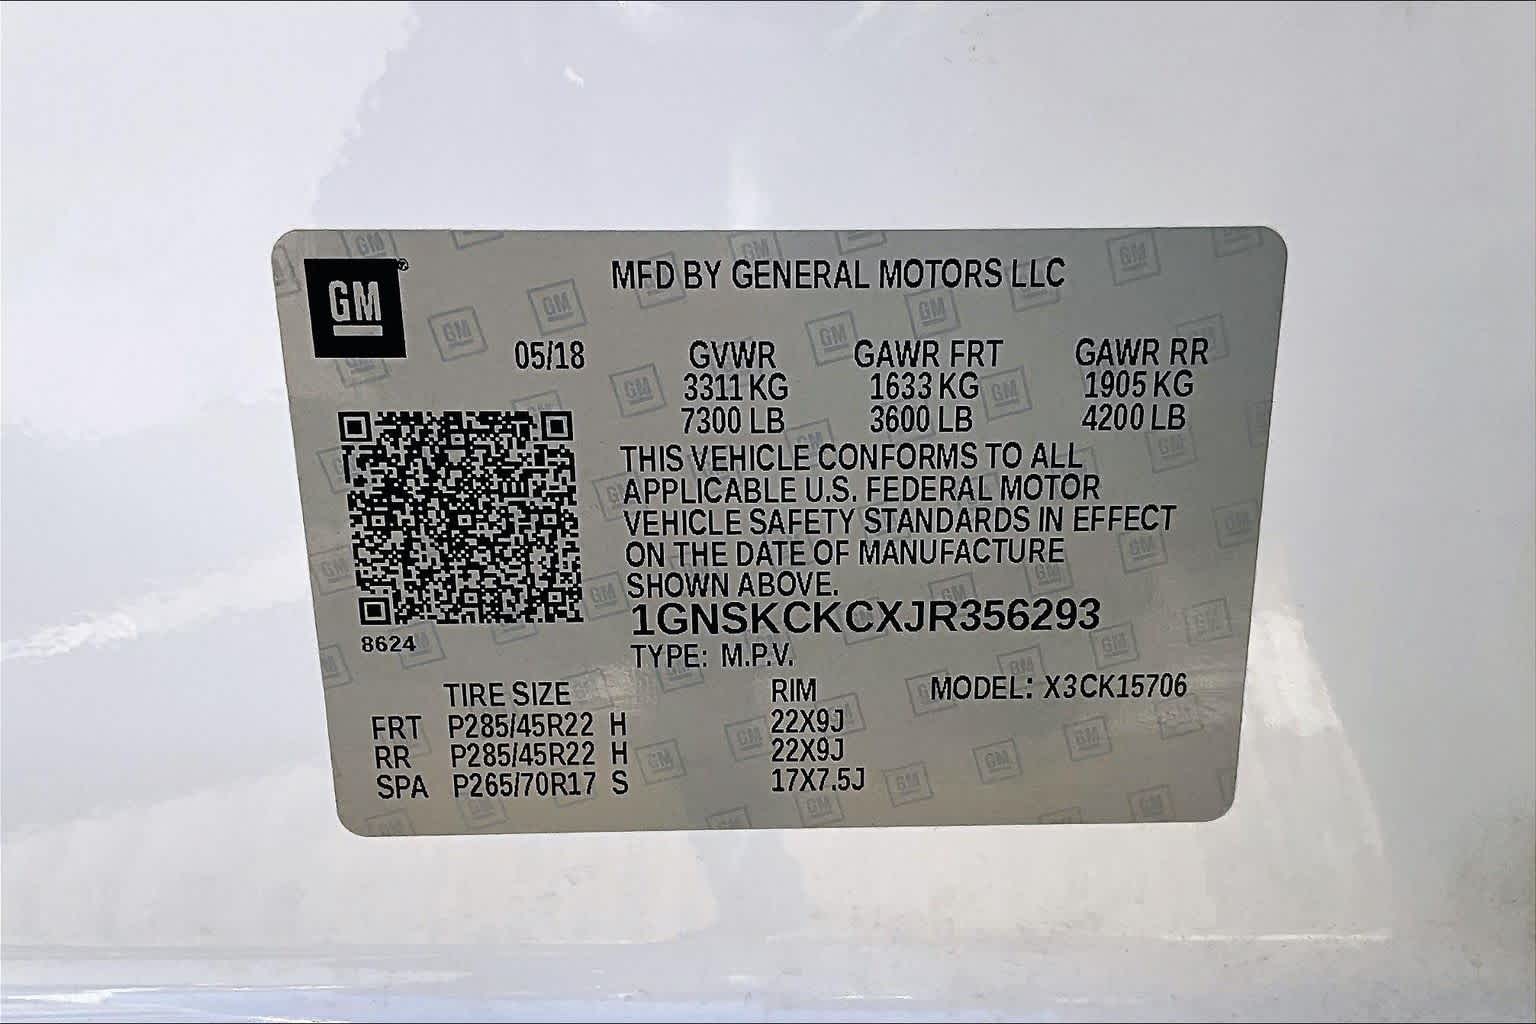 GM
MFD BY GENERAL MOTORS LLC
05/18 GVWR GAWR FRT GAWR RR
3311 KG 1633 KG 1905 KG
7300 LB 3600 LB 4200 LB
THIS VEHICLE CONFORMS TO ALL
APPLICABLE U.S. FEDERAL MOTOR
VEHICLE SAFETY STANDARDS IN EFFECT
ON THE DATE OF MANUFACTURE
SHOWN ABOVE.
1GNSKCKCXJR356293
8624
TYPE: M.P.V.
TIRE SIZE RIM MODEL: X3CK15706
FRT P285/45R22 H 22X9J
RR P285/45R22 H 22X9J
SPA P265/70R17 S 17X7.5J